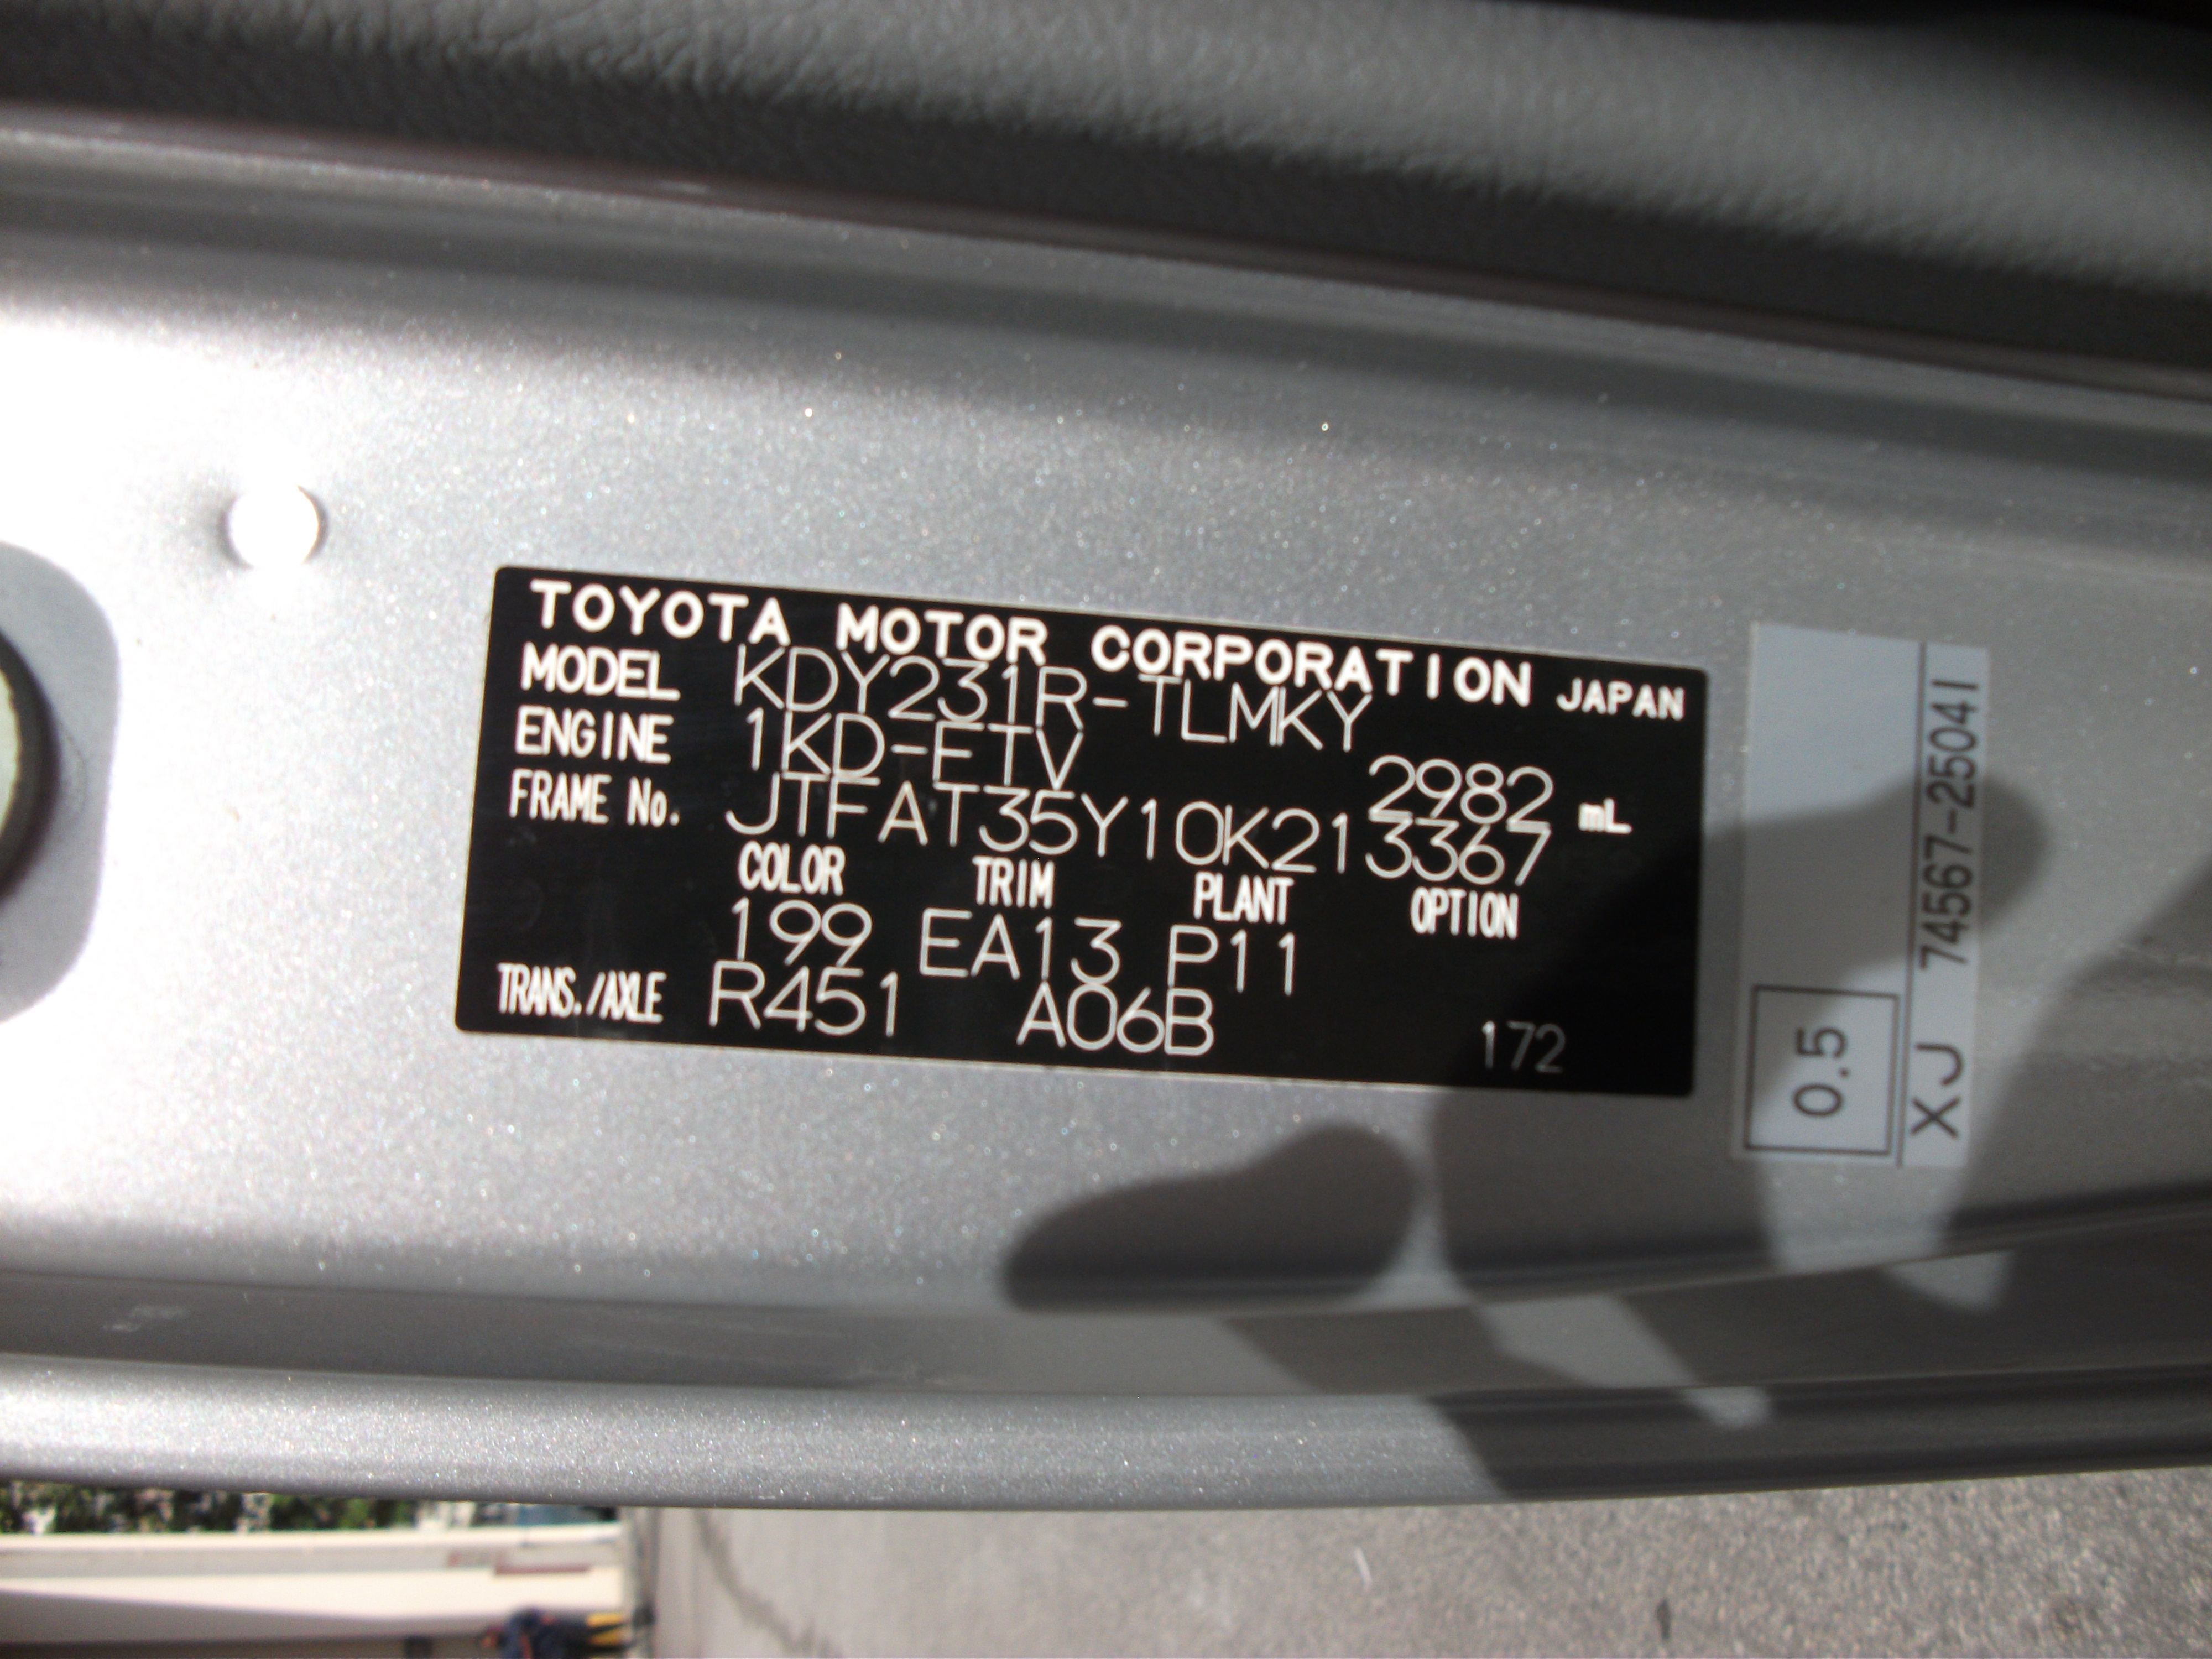 TOYOTA MOTOR CORPORATION JAPAN
MODEL KDY231R-TLMKY
ENGINE 1KD-FTV 2982 mL
FRAME No. JTFAT35Y10K213367
COLOR TRIM PLANT OPTION
199 EA13 P11
TRANS./AXLE R451 A06B 172
0.5
XJ 74567-25041